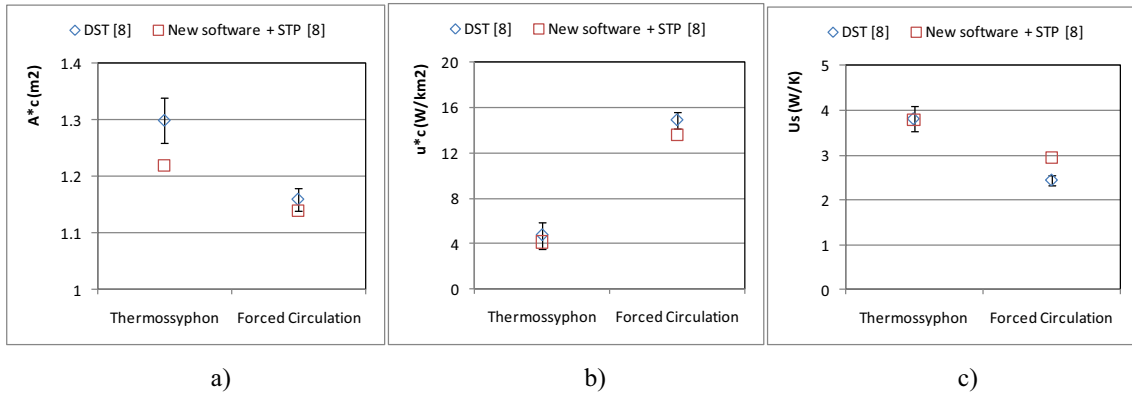 DST [8] New software + STP [8]
A*c (m2)
1.4
1.3
1.2
1.1
1
Thermossyphon Forced Circulation
a)
DST [8] New software + STP [8]
u*c (W/km2)
20
16
12
8
4
0
Thermossyphon Forced Circulation
b)
DST [8] New software + STP [8]
Us (W/K)
5
4
3
2
1
0
Thermossyphon Forced Circulation
c)